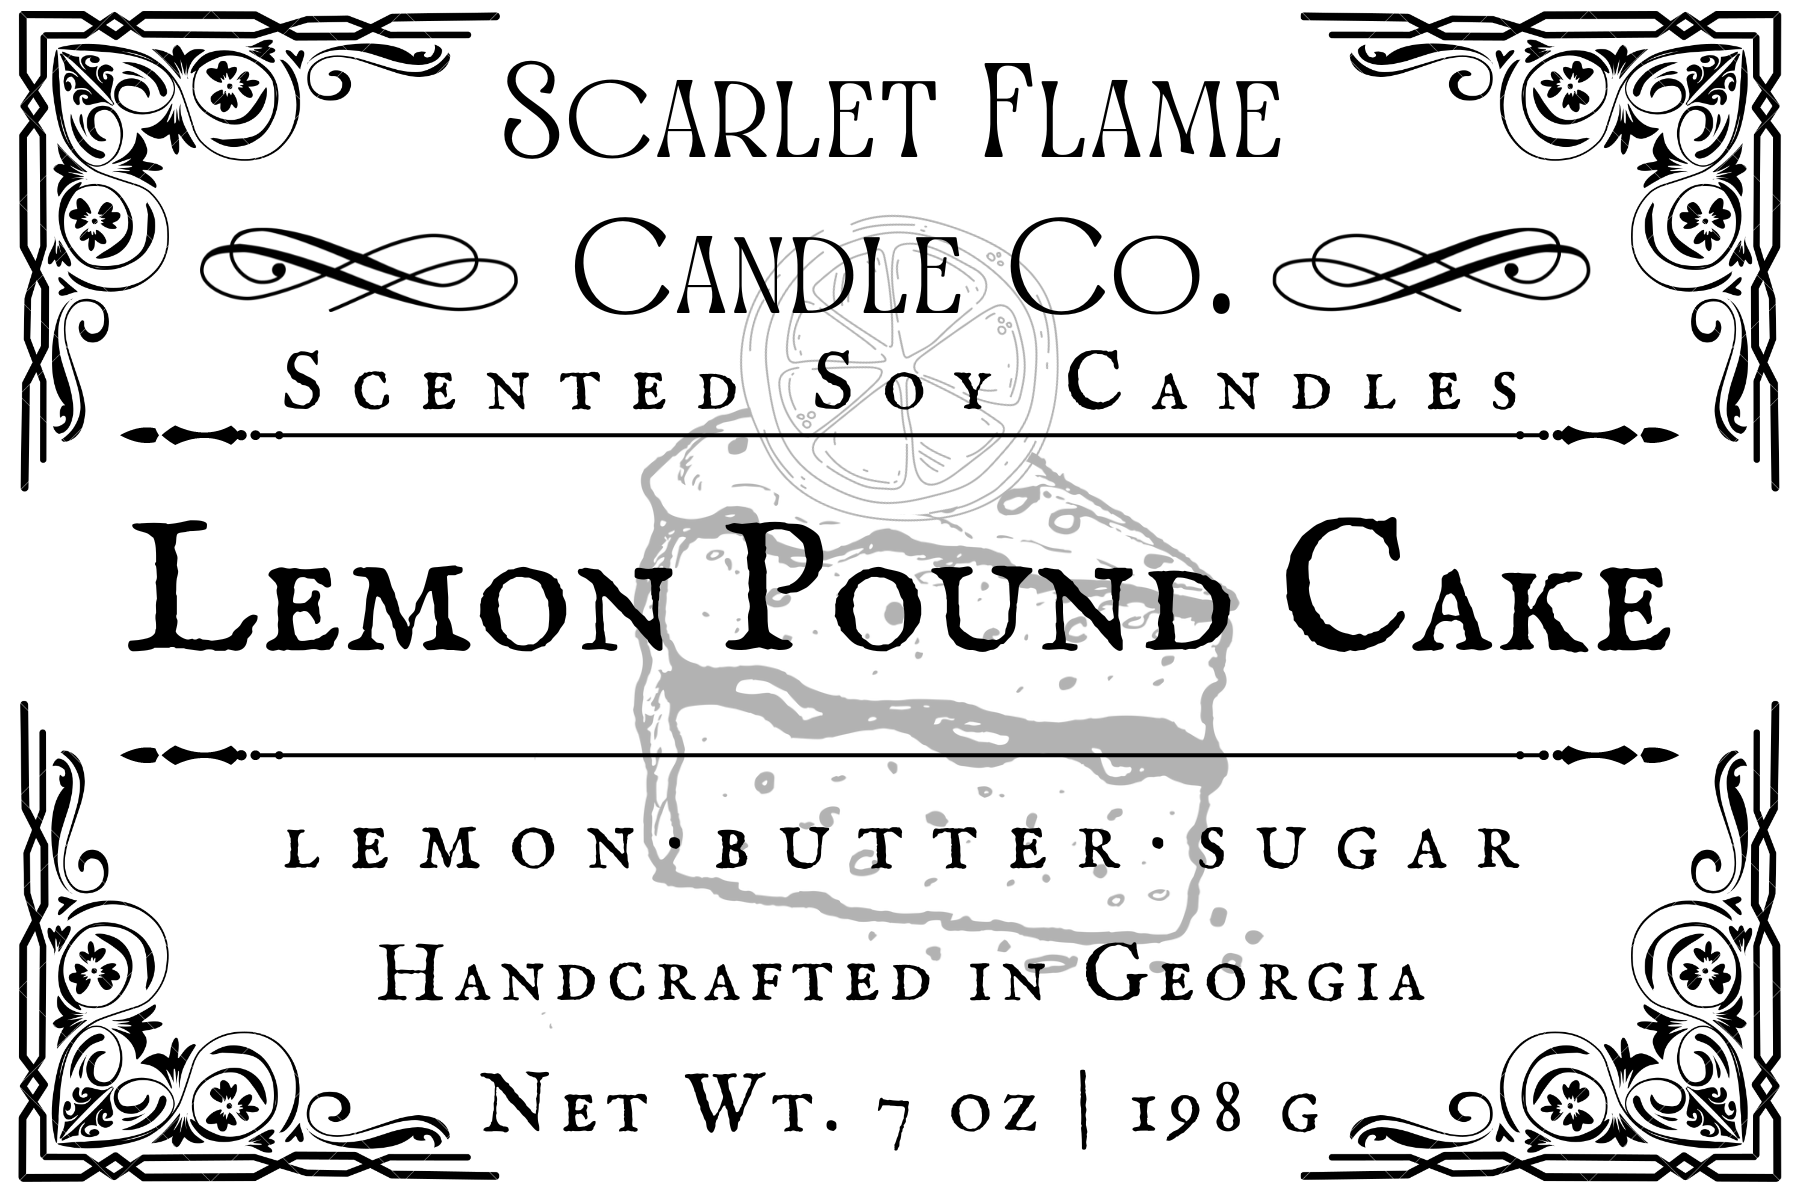 Scarlet Flame
Candle Co.
Scented Soy Candles
Lemon Pound Cake
LEMON·BUTTER·SUGAR
Handcrafted in Georgia
Net Wt. 7 oz | 198 g